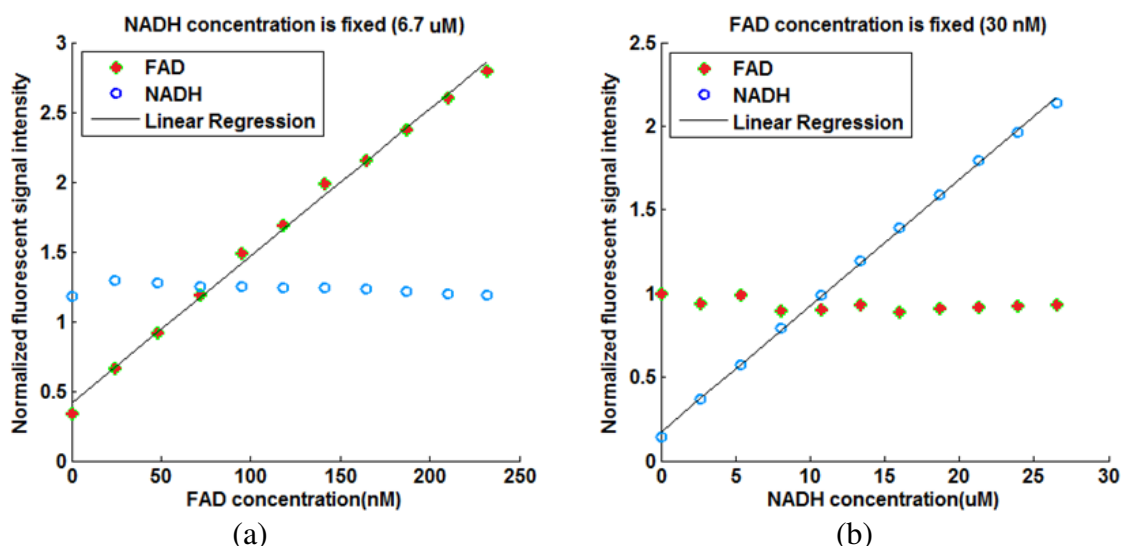 NADH concentration is fixed (6.7 uM)
3
2.5
2
1.5
1
0.5
0
FAD
NADH
Linear Regression
Normalized fluorescent signal intensity
0 50 100 150 200 250
FAD concentration(nM)
(a)
FAD concentration is fixed (30 nM)
2.5
2
1.5
1
0.5
0
FAD
NADH
Linear Regression
Normalized fluorescent signal intensity
0 5 10 15 20 25 30
NADH concentration(uM)
(b)